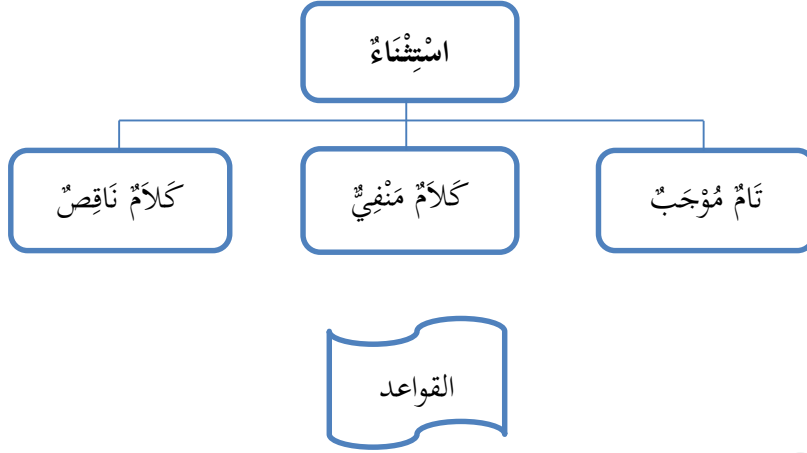 اسْتِثْنَاءٌ
تَامٌ مُوْجَبٌ
كَلاَمٌ مَنْفِيٌّ
كَلاَمٌ نَاقِصٌ
القواعد